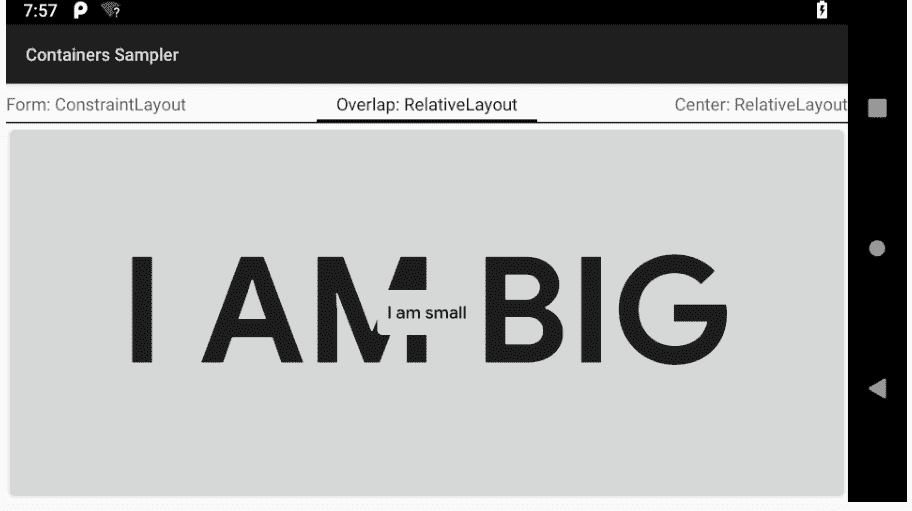 7:57
Containers Sampler
Form: ConstraintLayout Overlap: RelativeLayout Center: RelativeLayout
I AM BIG
I am small